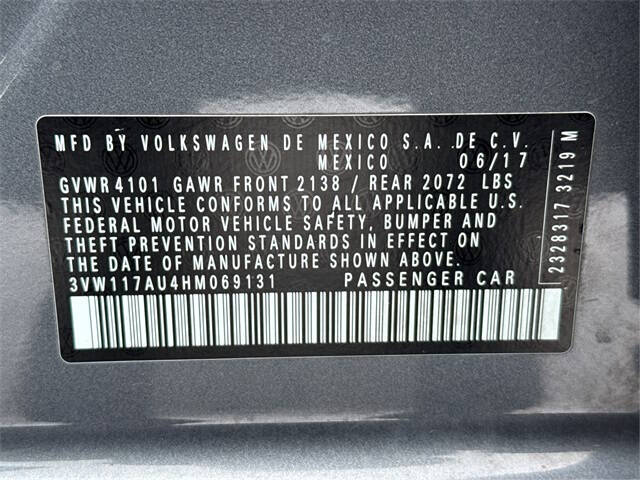 MFD BY VOLKSWAGEN DE MEXICO S.A. DE C.V.
MEXICO 06/17
GVWR 4101 GAWR FRONT 2138 / REAR 2072 LBS
THIS VEHICLE CONFORMS TO ALL APPLICABLE U.S.
FEDERAL MOTOR VEHICLE SAFETY, BUMPER AND
THEFT PREVENTION STANDARDS IN EFFECT ON
THE DATE OF MANUFACTURE SHOWN ABOVE.
3VW117AU4HM069131 PASSENGER CAR
2328317 3219 M